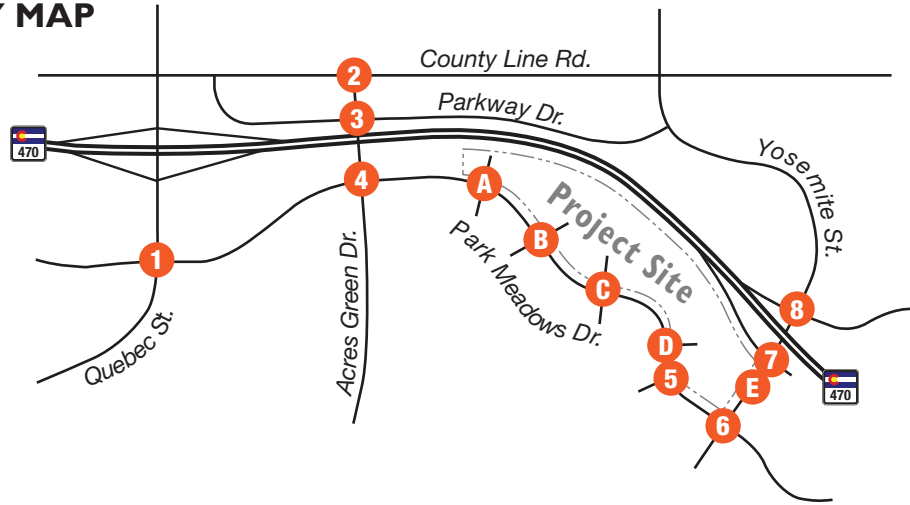 Y MAP
County Line Rd.
2
3
Parkway Dr.
470
4
A
Yosemite St.
Project Site
B
1
Park Meadows Dr.
C
Acres Green Dr.
Quebec St.
8
D
7
5
E
470
6